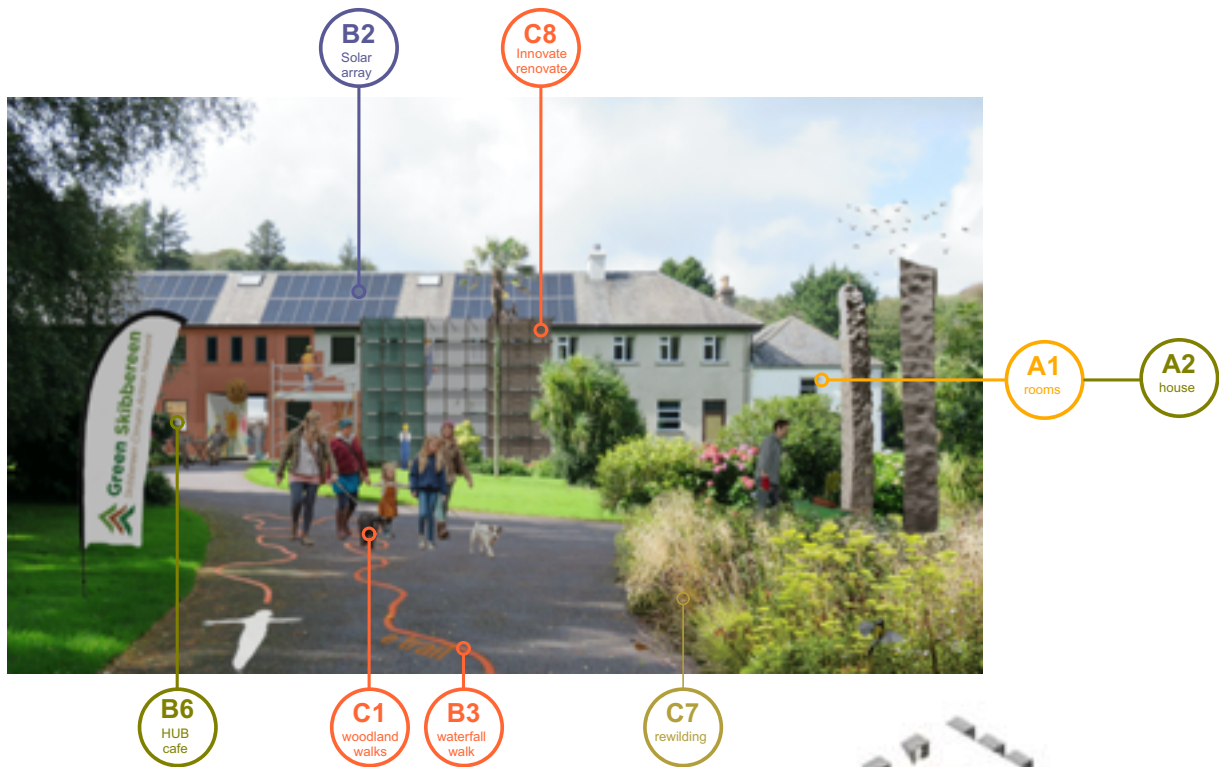 B2
Solar
array
C8
Innovate
renovate
Green Skibbereen
A1
rooms
A2
house
B6
HUB
cafe
C1
woodland
walks
B3
waterfall
walk
C7
rewilding